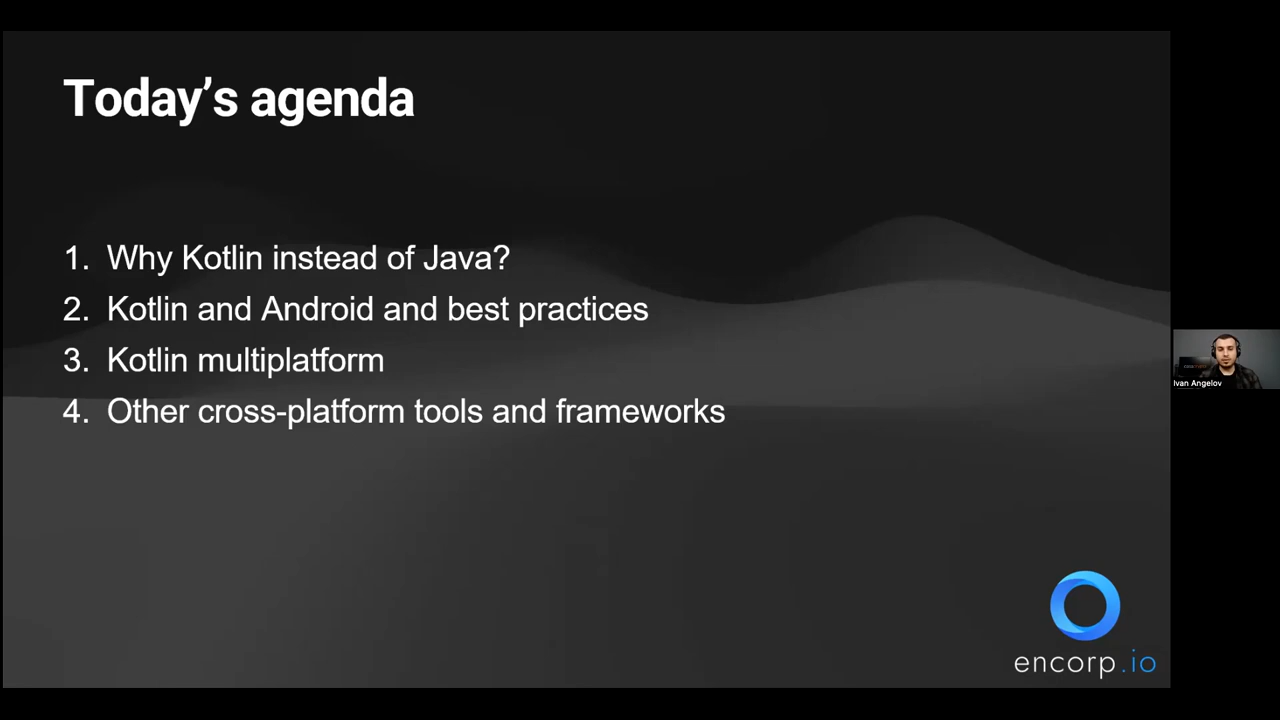 Today’s agenda
1. Why Kotlin instead of Java?
2. Kotlin and Android and best practices
3. Kotlin multiplatform
4. Other cross-platform tools and frameworks
Ivan Angelov
encorp.io